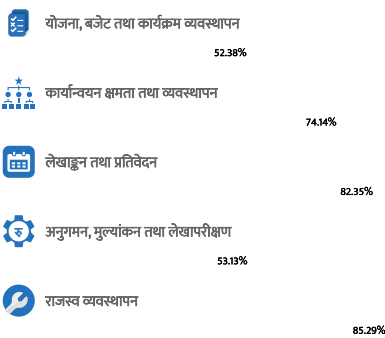 योजना, बजेट तथा कार्यक्रम व्यवस्थापन
52.38%
कार्यान्वयन क्षमता तथा व्यवस्थापन
74.14%
लेखाङ्कन तथा प्रतिवेदन
82.35%
रु
अनुगमन, मुल्यांकन तथा लेखापरीक्षण
53.13%
राजस्व व्यवस्थापन
85.29%